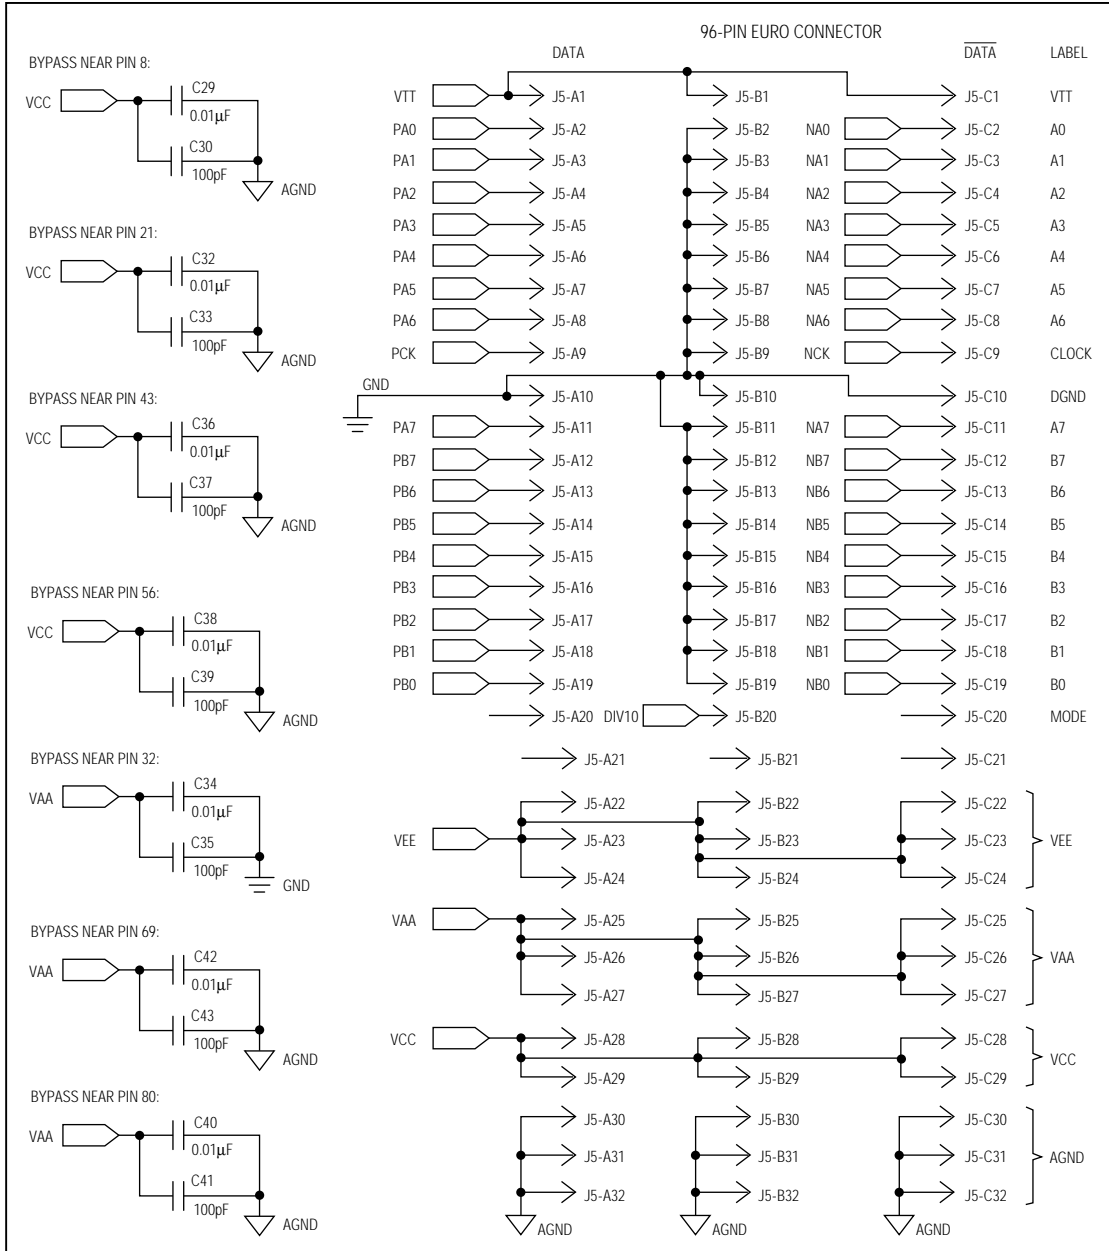 96-PIN EURO CONNECTOR
BYPASS NEAR PIN 8:
VCC
C29
0.01μF
C30
100pF
AGND
BYPASS NEAR PIN 21:
VCC
C32
0.01μF
C33
100pF
AGND
BYPASS NEAR PIN 43:
VCC
C36
0.01μF
C37
100pF
AGND
BYPASS NEAR PIN 56:
VCC
C38
0.01μF
C39
100pF
AGND
BYPASS NEAR PIN 32:
VAA
C34
0.01μF
C35
100pF
GND
BYPASS NEAR PIN 69:
VAA
C42
0.01μF
C43
100pF
AGND
BYPASS NEAR PIN 80:
VAA
C40
0.01μF
C41
100pF
AGND
DATA DATA LABEL
VTT J5-A1 J5-B1 J5-C1 VTT
PA0 J5-A2 J5-B2 NA0 J5-C2 A0
PA1 J5-A3 J5-B3 NA1 J5-C3 A1
PA2 J5-A4 J5-B4 NA2 J5-C4 A2
PA3 J5-A5 J5-B5 NA3 J5-C5 A3
PA4 J5-A6 J5-B6 NA4 J5-C6 A4
PA5 J5-A7 J5-B7 NA5 J5-C7 A5
PA6 J5-A8 J5-B8 NA6 J5-C8 A6
PCK J5-A9 J5-B9 NCK J5-C9 CLOCK
GND J5-A10 J5-B10 J5-C10 DGND
PA7 J5-A11 J5-B11 NA7 J5-C11 A7
PB7 J5-A12 J5-B12 NB7 J5-C12 B7
PB6 J5-A13 J5-B13 NB6 J5-C13 B6
PB5 J5-A14 J5-B14 NB5 J5-C14 B5
PB4 J5-A15 J5-B15 NB4 J5-C15 B4
PB3 J5-A16 J5-B16 NB3 J5-C16 B3
PB2 J5-A17 J5-B17 NB2 J5-C17 B2
PB1 J5-A18 J5-B18 NB1 J5-C18 B1
PB0 J5-A19 J5-B19 NB0 J5-C19 B0
J5-A20 DIV10 J5-B20 J5-C20 MODE
J5-A21 J5-B21 J5-C21
J5-A22 J5-B22 J5-C22
VEE J5-A23 J5-B23 J5-C23 VEE
J5-A24 J5-B24 J5-C24
VAA J5-A25 J5-B25 J5-C25
J5-A26 J5-B26 J5-C26 VAA
J5-A27 J5-B27 J5-C27
VCC J5-A28 J5-B28 J5-C28
VCC
J5-A29 J5-B29 J5-C29
J5-A30 J5-B30 J5-C30
J5-A31 J5-B31 J5-C31 AGND
J5-A32 J5-B32 J5-C32
AGND AGND AGND